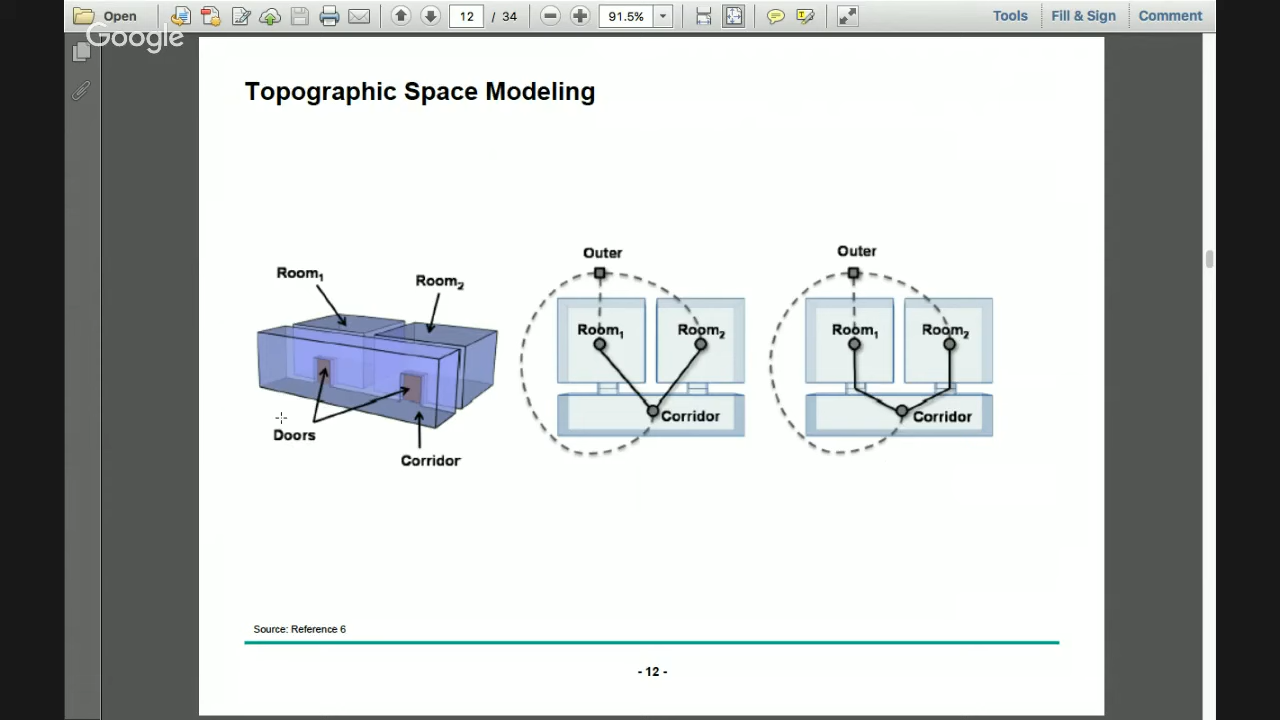 Open
12 / 34
91.5%
Tools
Fill & Sign
Comment
Google
Topographic Space Modeling
Room1
Room2
Doors
Corridor
Outer
Room1
Room2
Corridor
Outer
Room1
Room2
Corridor
Source: Reference 6
- 12 -